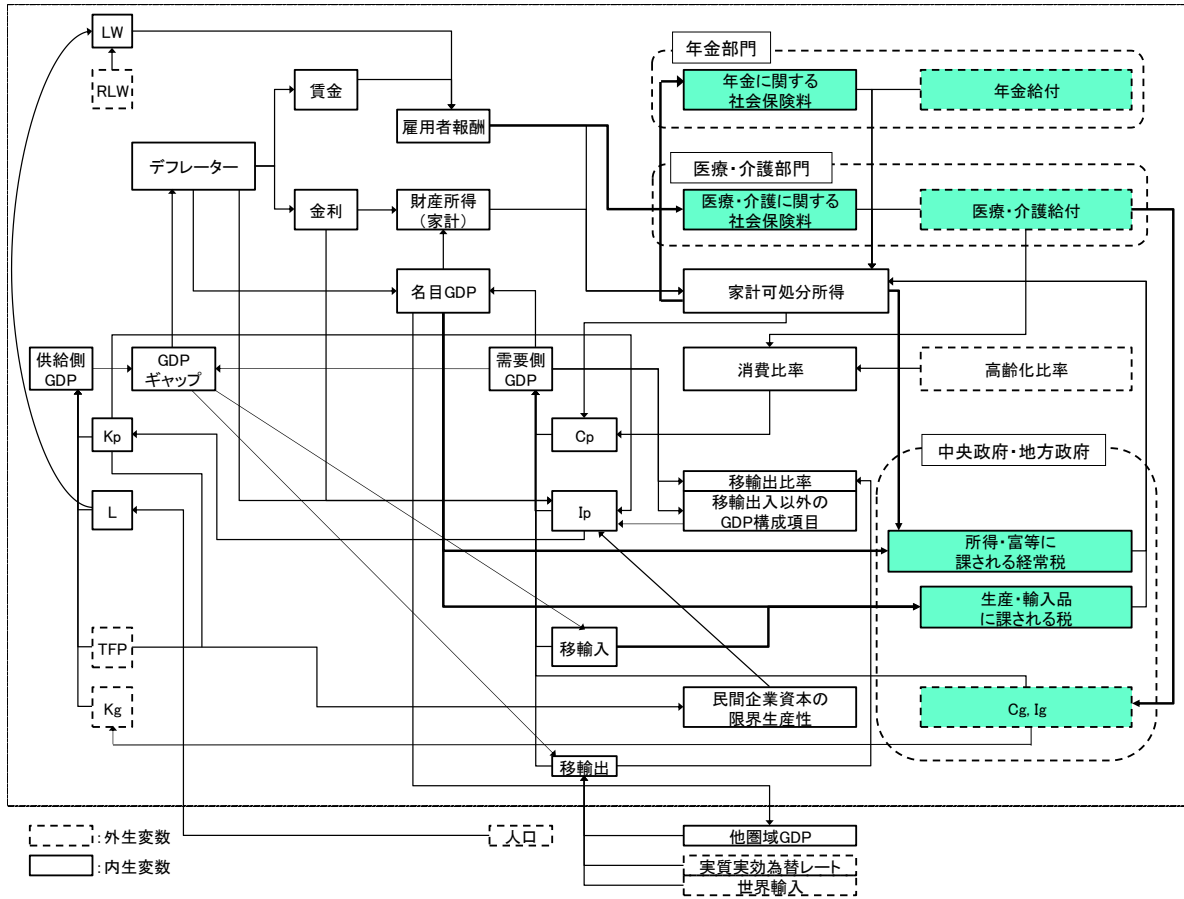 LW
年金部門
RLW
賃金
年金に関する
社会保険料
年金給付
雇用者報酬
デフレーター
医療・介護部門
金利
財産所得
(家計)
医療・介護に関する
社会保険料
医療・介護給付
名目GDP
家計可処分所得
供給側
GDP
GDP
ギャップ
需要側
GDP
消費比率
高齢化比率
Kp
Cp
中央政府・地方政府
移輸出比率
移輸出入以外の
GDP構成項目
L
Ip
所得・富等に
課される経常税
生産・輸入品
に課される税
TFP
移輸入
Kg
民間企業資本の
限界生産性
Cg, Ig
移輸出
:外生変数
人口
他圏域GDP
:内生変数
実質実効為替レート
世界輸入